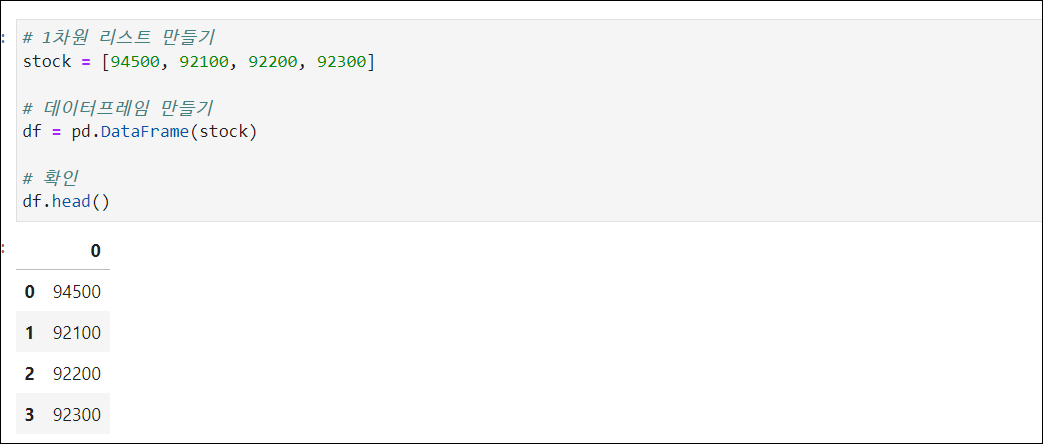 :
# 1차원 리스트 만들기
stock = [94500, 92100, 92200, 92300]
# 데이터프레임 만들기
df = pd.DataFrame(stock)
# 확인
df.head()
:
0
0 94500
1 92100
2 92200
3 92300